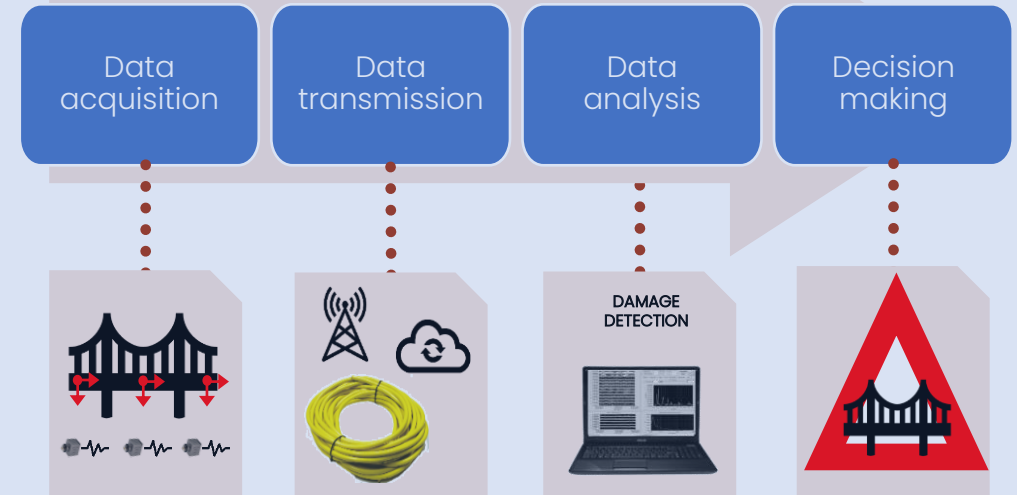 Data
acquisition
Data
transmission
Data
analysis
Decision
making
DAMAGE
DETECTION